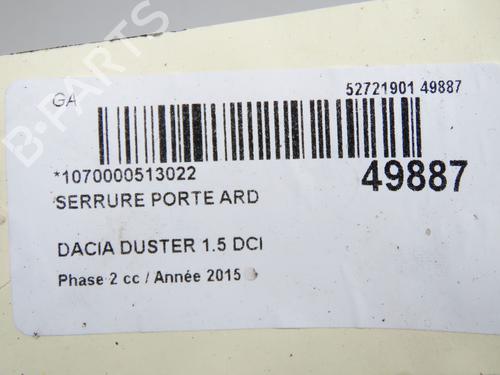 B-PARTS
GA
52721901 49887
*1070000513022
49887
SERRURE PORTE ARD
DACIA DUSTER 1.5 DCI
Phase 2 cc / Année 2015